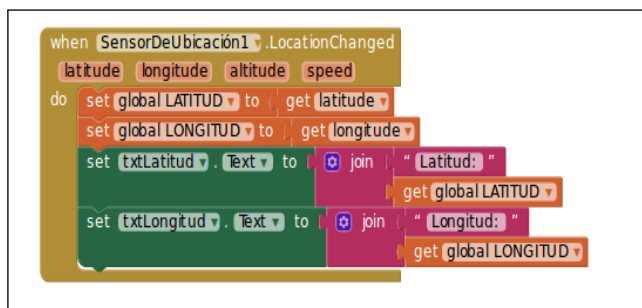 when SensorDeUbicación1 .LocationChanged
latitude longitude altitude speed
do set global LATITUD to get latitude
set global LONGITUD to get longitude
set txtLatitud . Text to join " Latitud: "
get global LATITUD
set txtLongitud . Text to join " Longitud: "
get global LONGITUD